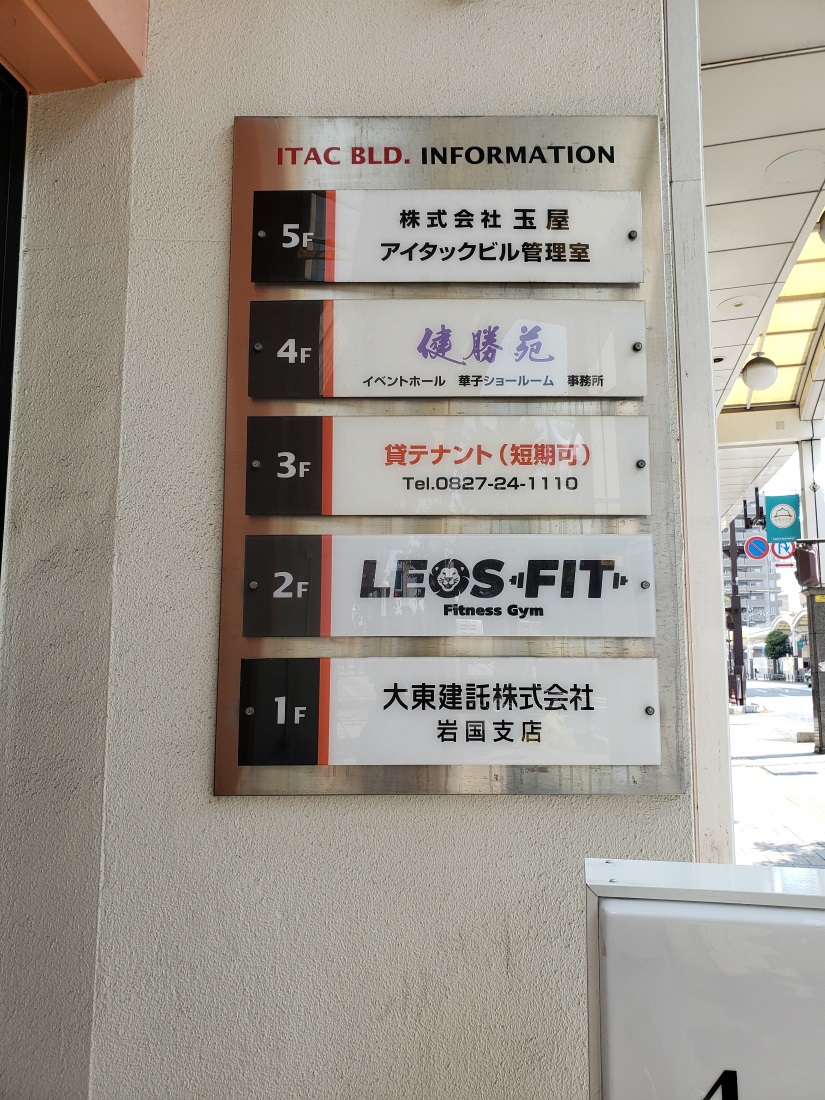 ITAC BLD. INFORMATION
5F
株式会社 玉屋
アイタックビル管理室
4F
健勝苑
イベントホール　華子ショールーム　事務所
3F
貸テナント（短期可）
Tel.0827-24-1110
2F
LEOS-FIT
Fitness Gym
1F
大東建託株式会社
岩国支店